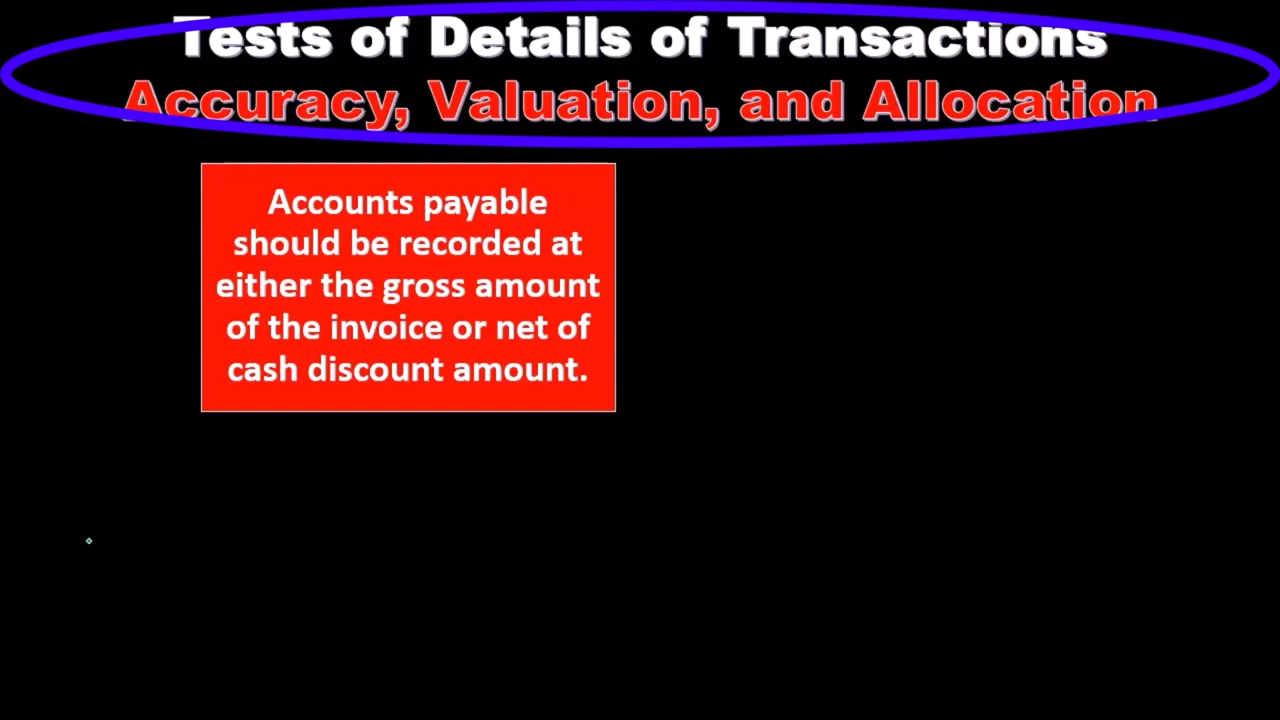 Tests of Details of Transactions
Accuracy, Valuation, and Allocation
Accounts payable
should be recorded at
either the gross amount
of the invoice or net of
cash discount amount.